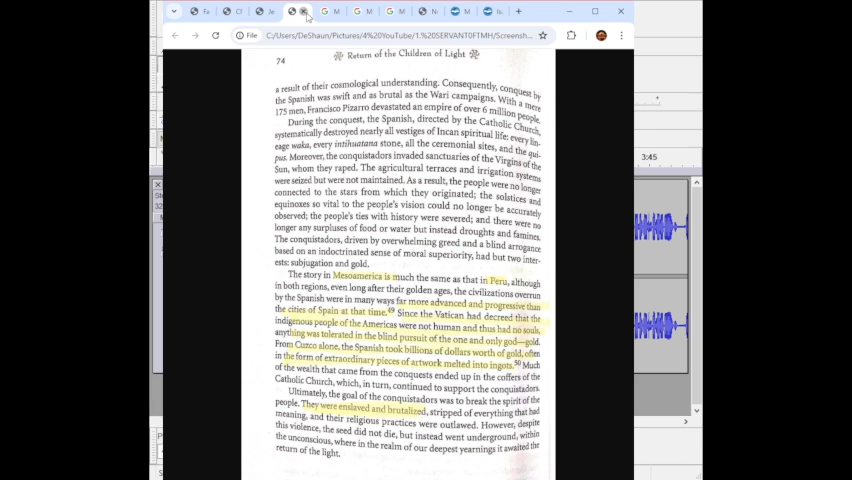 Fa
Cl
Je
M
M
M
No
M
Is
File
C:/Users/DeShaun/Pictures/4%20YouTube/1.%20SERVANT0FTMH/Screensh...
74
Return of the Children of Light
a result of their cosmological understanding. Consequently, conquest by
the Spanish was swift and as brutal as the Wari campaigns. With a mere
175 men, Francisco Pizarro devastated an empire of over 6 million people.
During the conquest, the Spanish, directed by the Catholic Church,
systematically destroyed nearly all vestiges of Incan spiritual life: every lin-
eage waka, every intihuatana stone, all the ceremonial sites, and the qui-
pus. Moreover, the conquistadors invaded sanctuaries of the Virgins of the
Sun, whom they raped. The agricultural terraces and irrigation systems
were seized but were not maintained. As a result, the people were no longer
connected to the stars from which they originated; the solstices and
equinoxes so vital to the people's vision could no longer be accurately
observed; the people's ties with history were severed; and there were no
longer any surpluses of food or water but instead droughts and famines.
The conquistadors, driven by overwhelming greed and a blind arrogance
based on an indoctrinated sense of moral superiority, had but two inter-
ests: subjugation and gold.
The story in Mesoamerica is much the same as that in Peru, although
in both regions, even long after their golden ages, the civilizations overrun
by the Spanish were in many ways far more advanced and progressive than
the cities of Spain at that time.49 Since the Vatican had decreed that the
indigenous people of the Americas were not human and thus had no souls,
anything was tolerated in the blind pursuit of the one and only god—gold.
From Cuzco alone, the Spanish took billions of dollars worth of gold, often
in the form of extraordinary pieces of artwork melted into ingots.50 Much
of the wealth that came from the conquests ended up in the coffers of the
Catholic Church, which, in turn, continued to support the conquistadors.
Ultimately, the goal of the conquistadors was to break the spirit of the
people. They were enslaved and brutalized, stripped of everything that had
meaning, and their religious practices were outlawed. However, despite
this violence, the seed did not die, but instead went underground, within
the unconscious, where in the realm of our deepest yearnings it awaited the
return of the light.
3:45